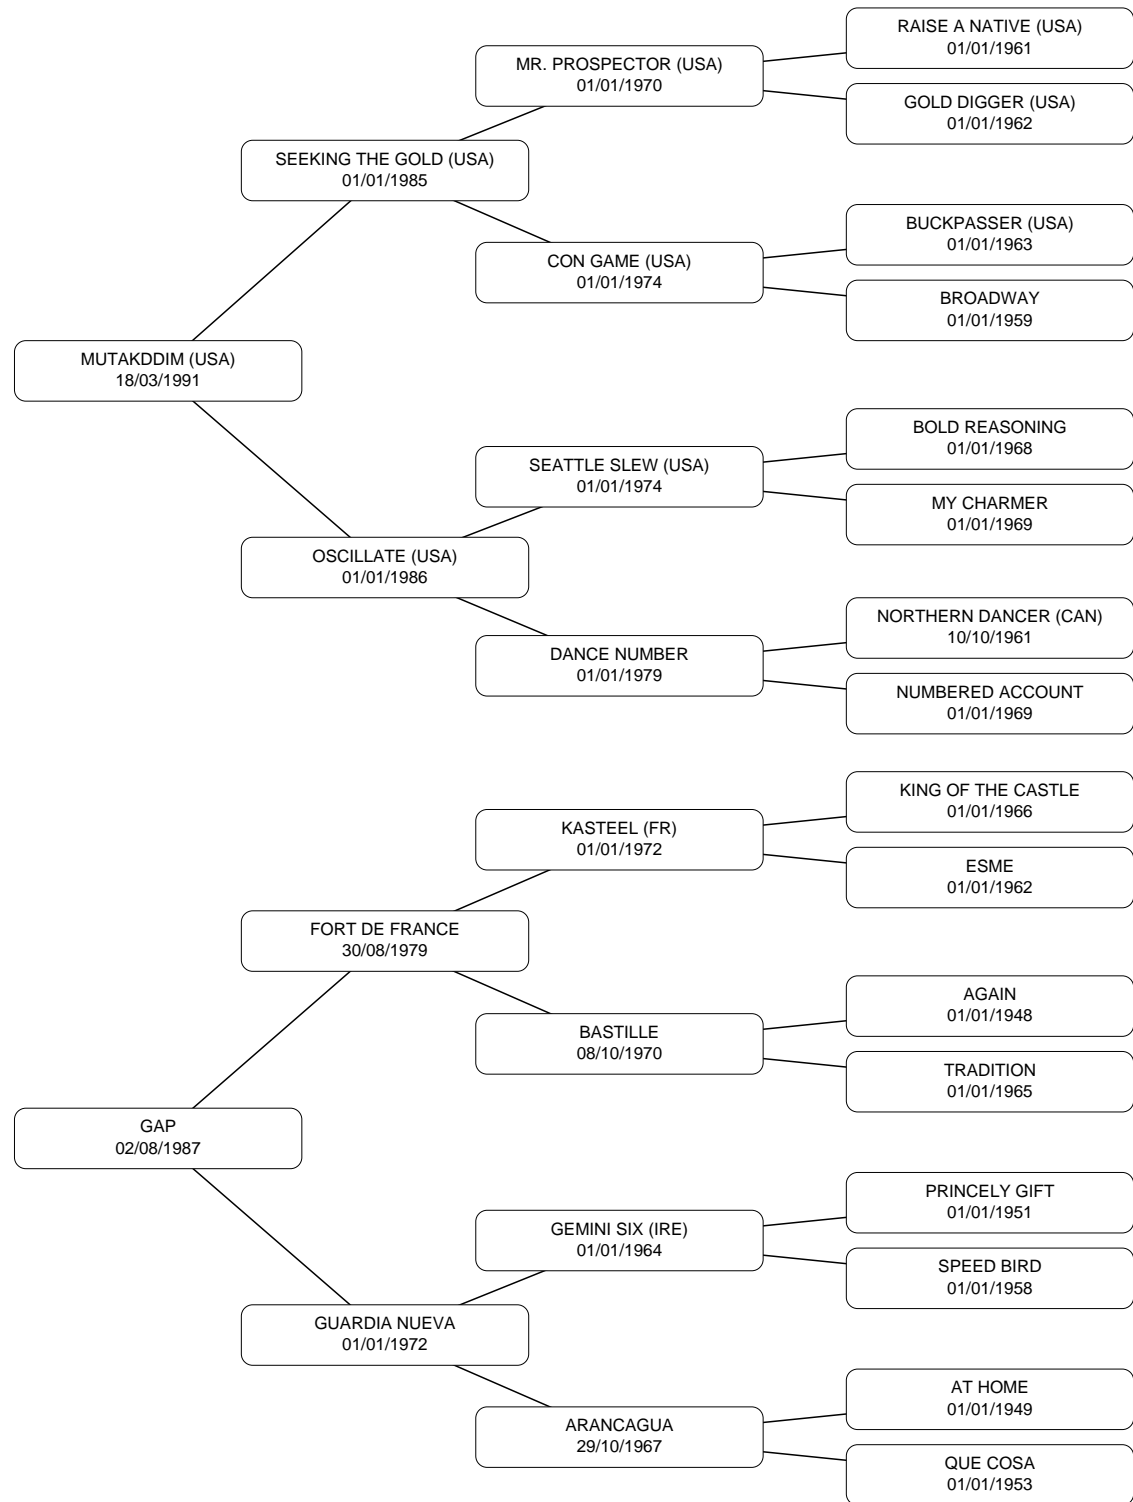 RAISE A NATIVE (USA)
01/01/1961
MR. PROSPECTOR (USA)
01/01/1970
GOLD DIGGER (USA)
01/01/1962
SEEKING THE GOLD (USA)
01/01/1985
BUCKPASSER (USA)
01/01/1963
CON GAME (USA)
01/01/1974
BROADWAY
01/01/1959
MUTAKDDIM (USA)
18/03/1991
BOLD REASONING
01/01/1968
SEATTLE SLEW (USA)
01/01/1974
MY CHARMER
01/01/1969
OSCILLATE (USA)
01/01/1986
NORTHERN DANCER (CAN)
10/10/1961
DANCE NUMBER
01/01/1979
NUMBERED ACCOUNT
01/01/1969
KING OF THE CASTLE
01/01/1966
KASTEEL (FR)
01/01/1972
ESME
01/01/1962
FORT DE FRANCE
30/08/1979
AGAIN
01/01/1948
BASTILLE
08/10/1970
TRADITION
01/01/1965
GAP
02/08/1987
PRINCELY GIFT
01/01/1951
GEMINI SIX (IRE)
01/01/1964
SPEED BIRD
01/01/1958
GUARDIA NUEVA
01/01/1972
AT HOME
01/01/1949
ARANCAGUA
29/10/1967
QUE COSA
01/01/1953